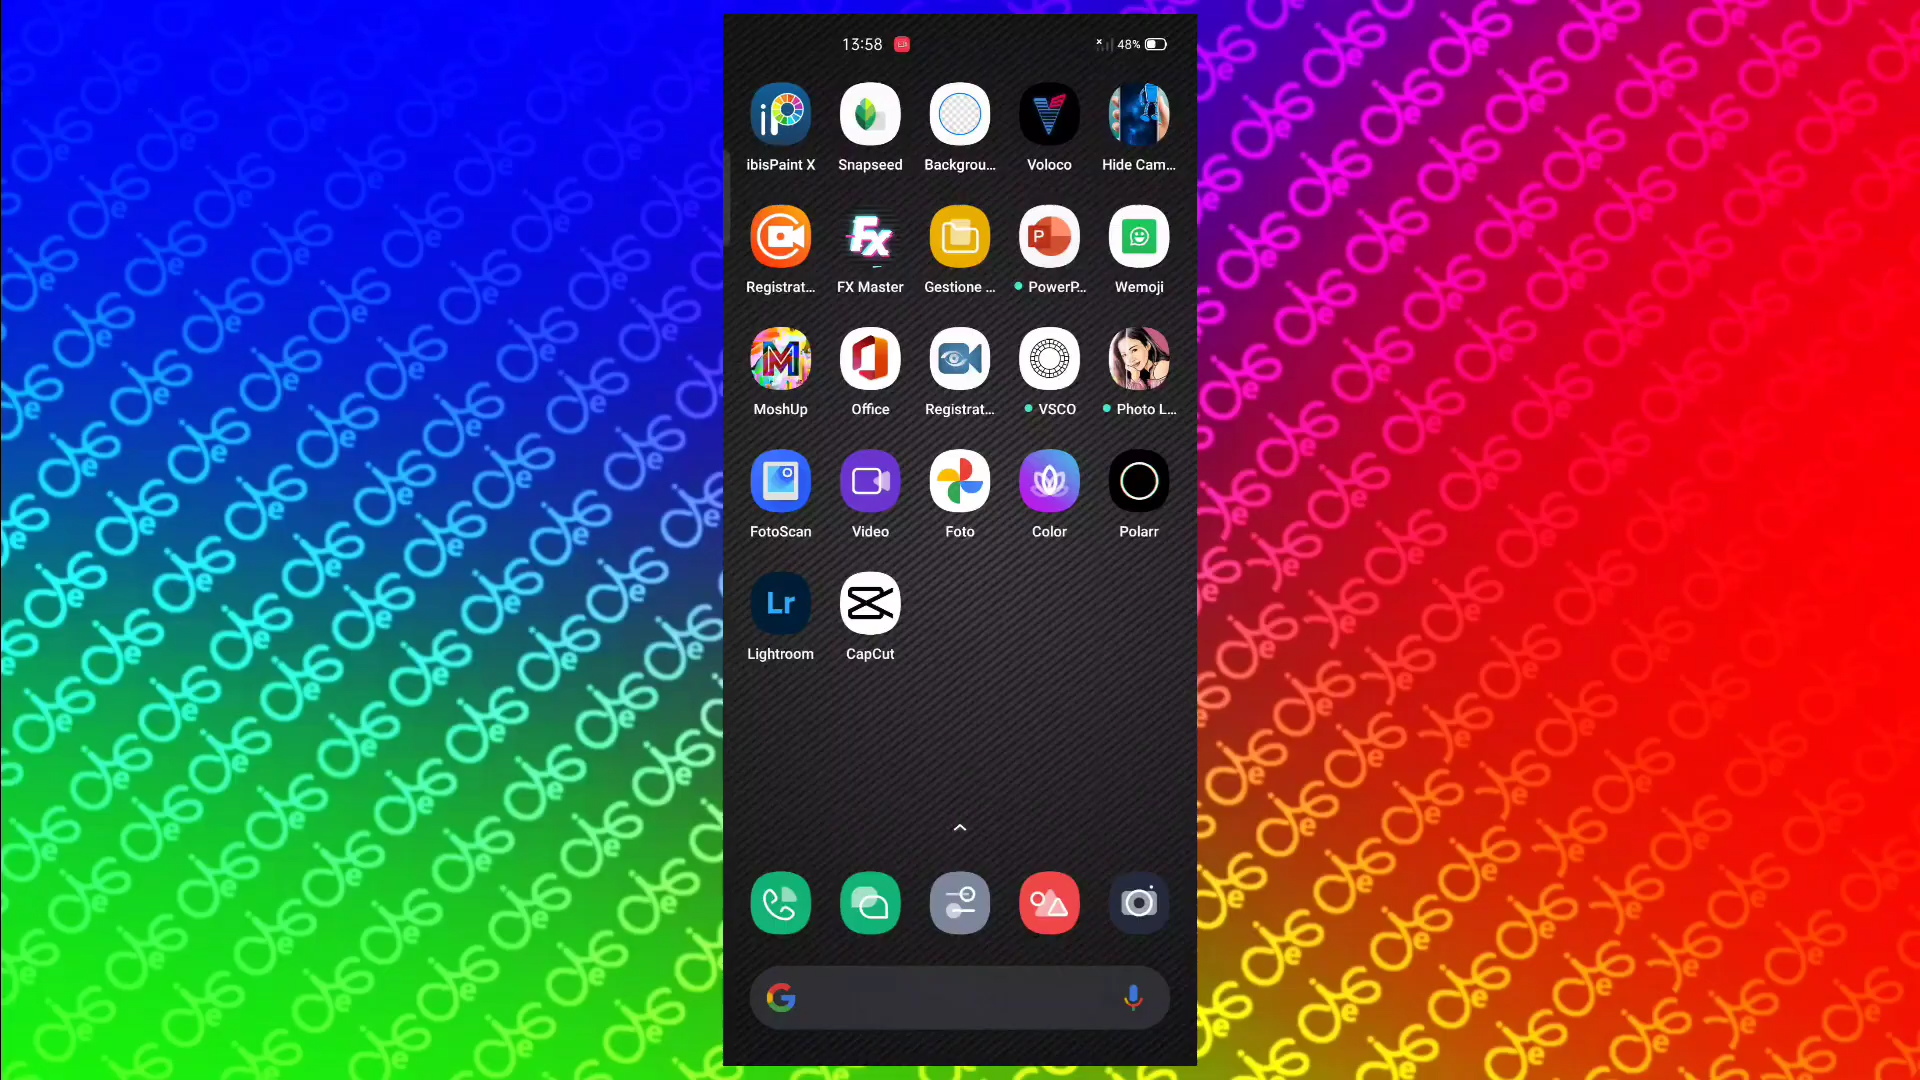 13:58 48%
ibisPaint X Snapseed Backgrou... Voloco Hide Cam...
Registrat... FX Master Gestione ... PowerP... Wemoji
MoshUp Office Registrat... VSCO Photo L...
FotoScan Video Foto Color Polarr
Lr
Lightroom CapCut